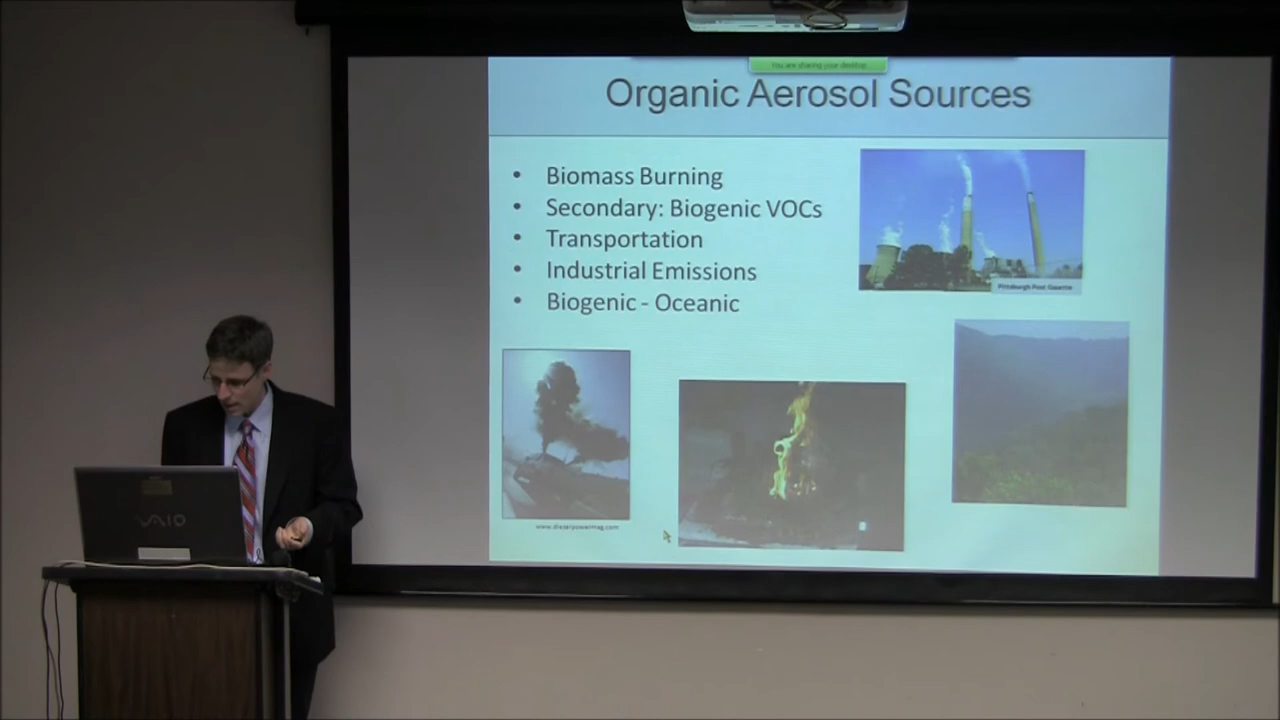 You are sharing your desktop
Organic Aerosol Sources
• Biomass Burning
• Secondary: Biogenic VOCs
• Transportation
• Industrial Emissions
• Biogenic - Oceanic
Pittsburgh Post Gazette
www.dieselpowermag.com
VAIO